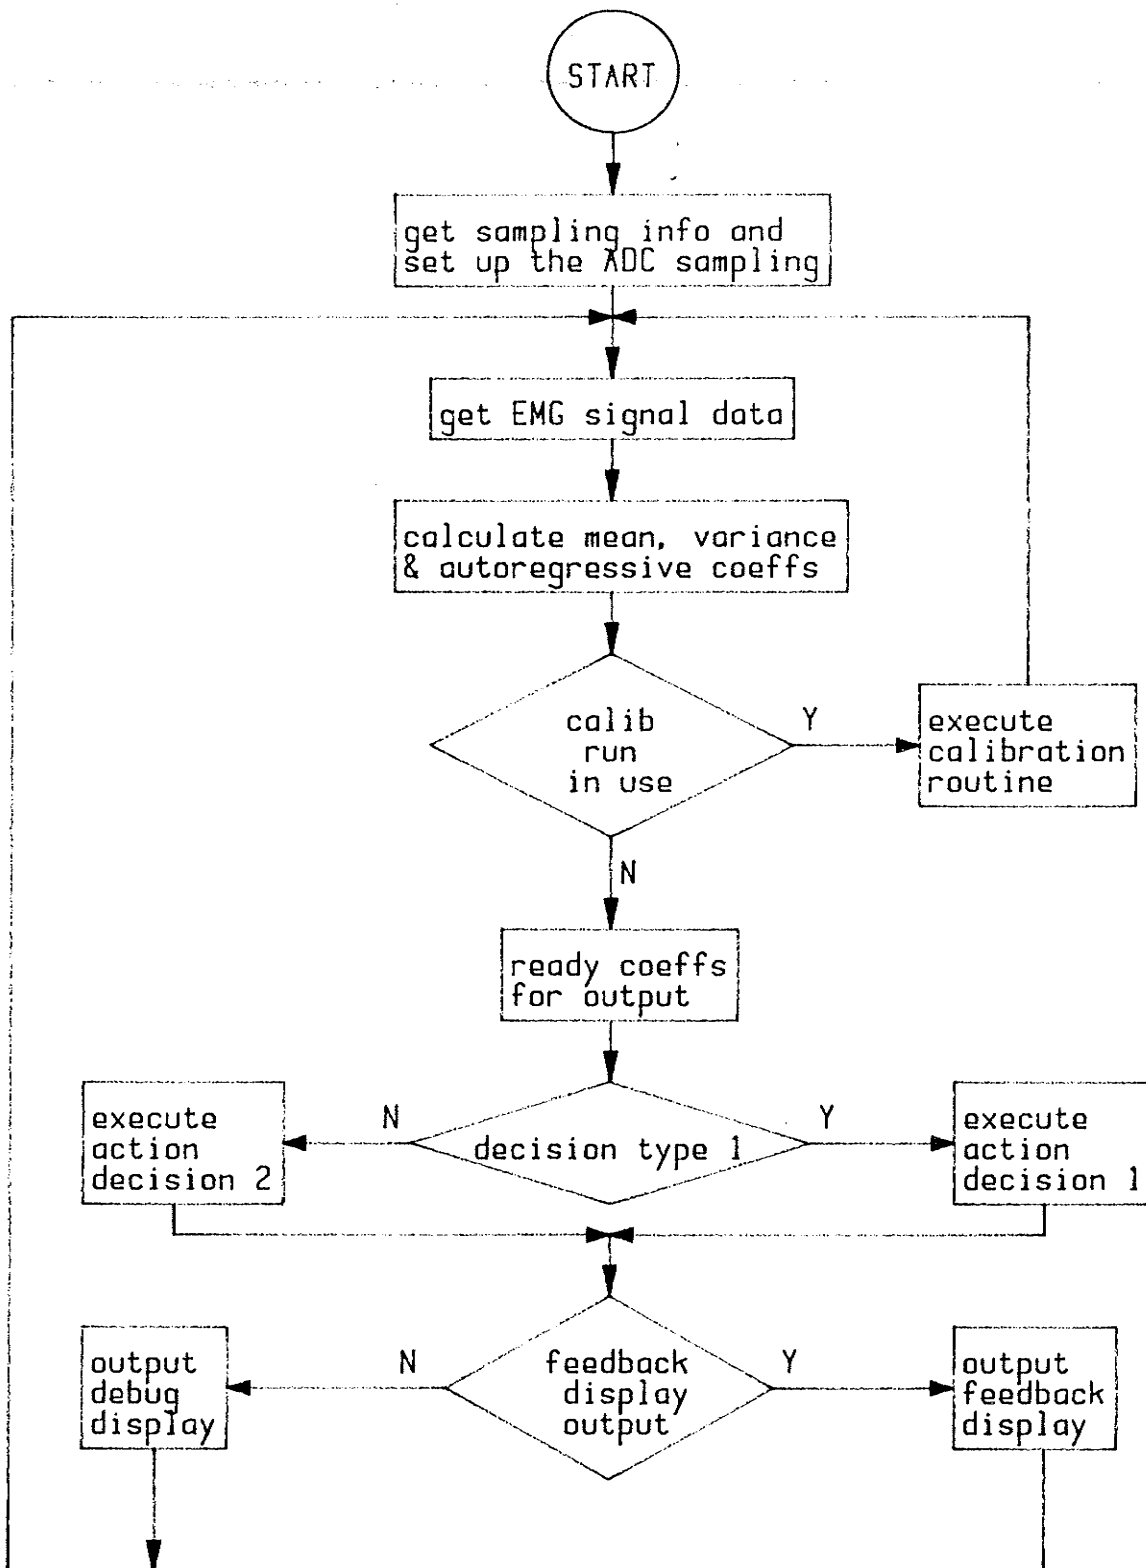 START
get sampling info and
set up the ADC sampling
get EMG signal data
calculate mean, variance
& autoregressive coeffs
calib
run
in use
Y
execute
calibration
routine
N
ready coeffs
for output
execute
action
decision 2
N
decision type 1
Y
execute
action
decision 1
output
debug
display
N
feedback
display
output
Y
output
feedback
display